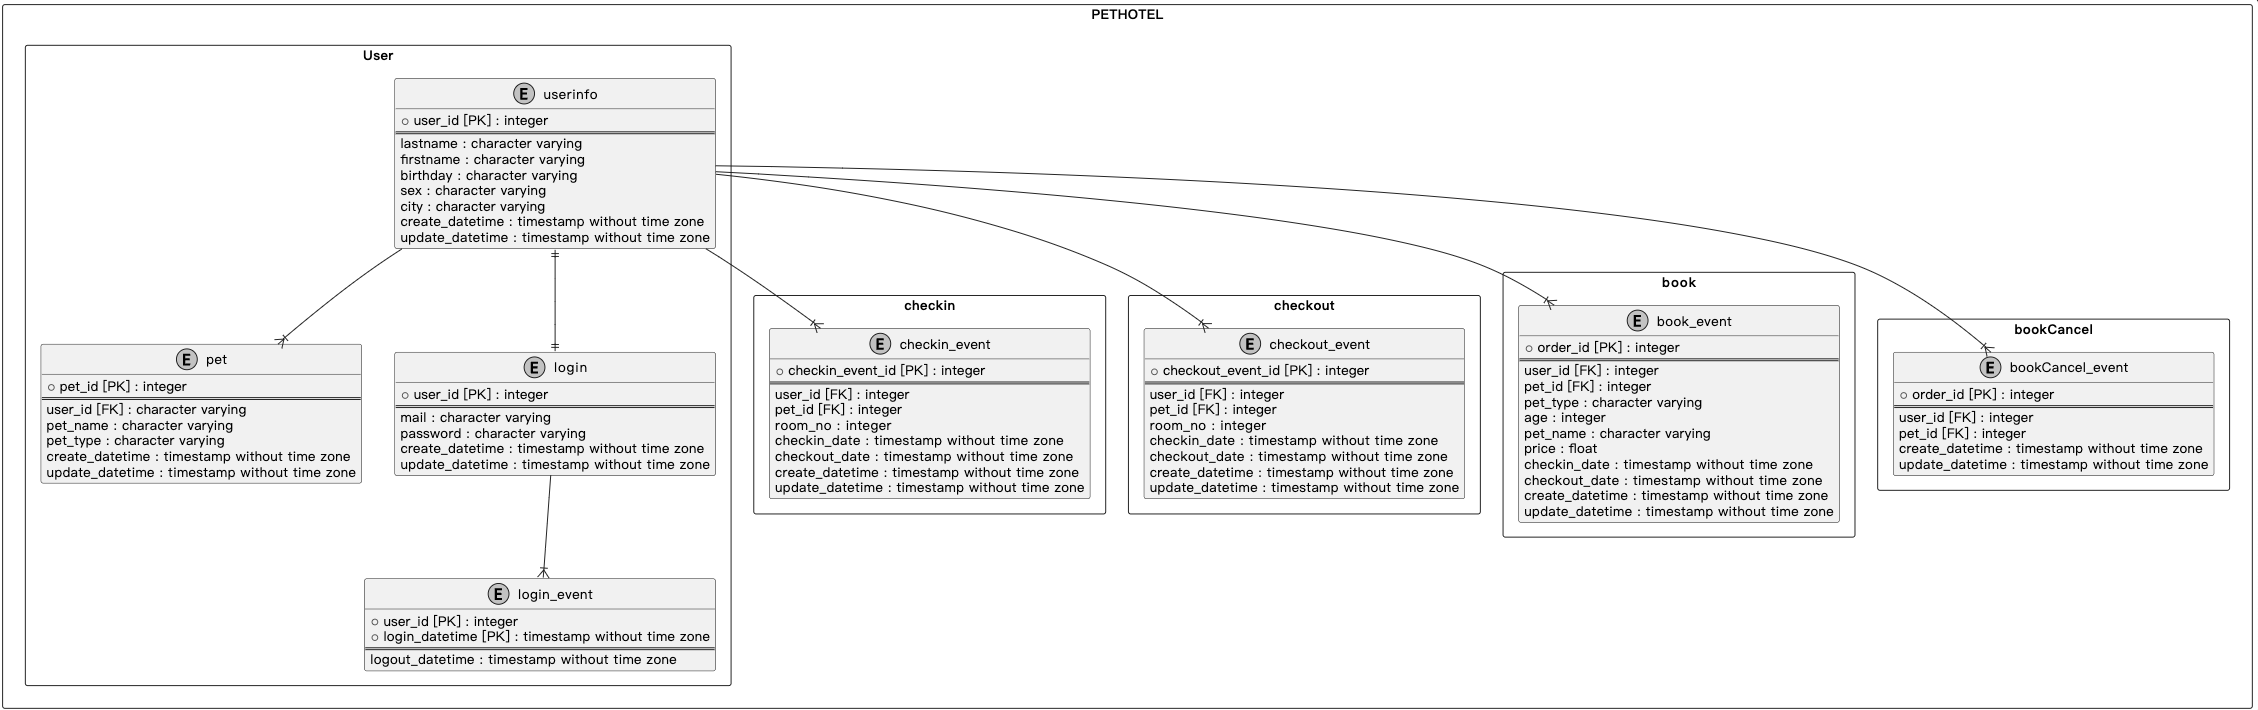 PETHOTEL
User
E userinfo
user_id [PK] : integer
lastname : character varying
firstname : character varying
birthday : character varying
sex : character varying
city : character varying
create_datetime : timestamp without time zone
update_datetime : timestamp without time zone
E pet
pet_id [PK] : integer
user_id [FK] : character varying
pet_name : character varying
pet_type : character varying
create_datetime : timestamp without time zone
update_datetime : timestamp without time zone
E login
user_id [PK] : integer
mail : character varying
password : character varying
create_datetime : timestamp without time zone
update_datetime : timestamp without time zone
E login_event
user_id [PK] : integer
login_datetime [PK] : timestamp without time zone
logout_datetime : timestamp without time zone
checkin
E checkin_event
checkin_event_id [PK] : integer
user_id [FK] : integer
pet_id [FK] : integer
room_no : integer
checkin_date : timestamp without time zone
checkout_date : timestamp without time zone
create_datetime : timestamp without time zone
update_datetime : timestamp without time zone
checkout
E checkout_event
checkout_event_id [PK] : integer
user_id [FK] : integer
pet_id [FK] : integer
room_no : integer
checkin_date : timestamp without time zone
checkout_date : timestamp without time zone
create_datetime : timestamp without time zone
update_datetime : timestamp without time zone
book
E book_event
order_id [PK] : integer
user_id [FK] : integer
pet_id [FK] : integer
pet_type : character varying
age : integer
pet_name : character varying
price : float
checkin_date : timestamp without time zone
checkout_date : timestamp without time zone
create_datetime : timestamp without time zone
update_datetime : timestamp without time zone
bookCancel
E bookCancel_event
order_id [PK] : integer
user_id [FK] : integer
pet_id [FK] : integer
create_datetime : timestamp without time zone
update_datetime : timestamp without time zone